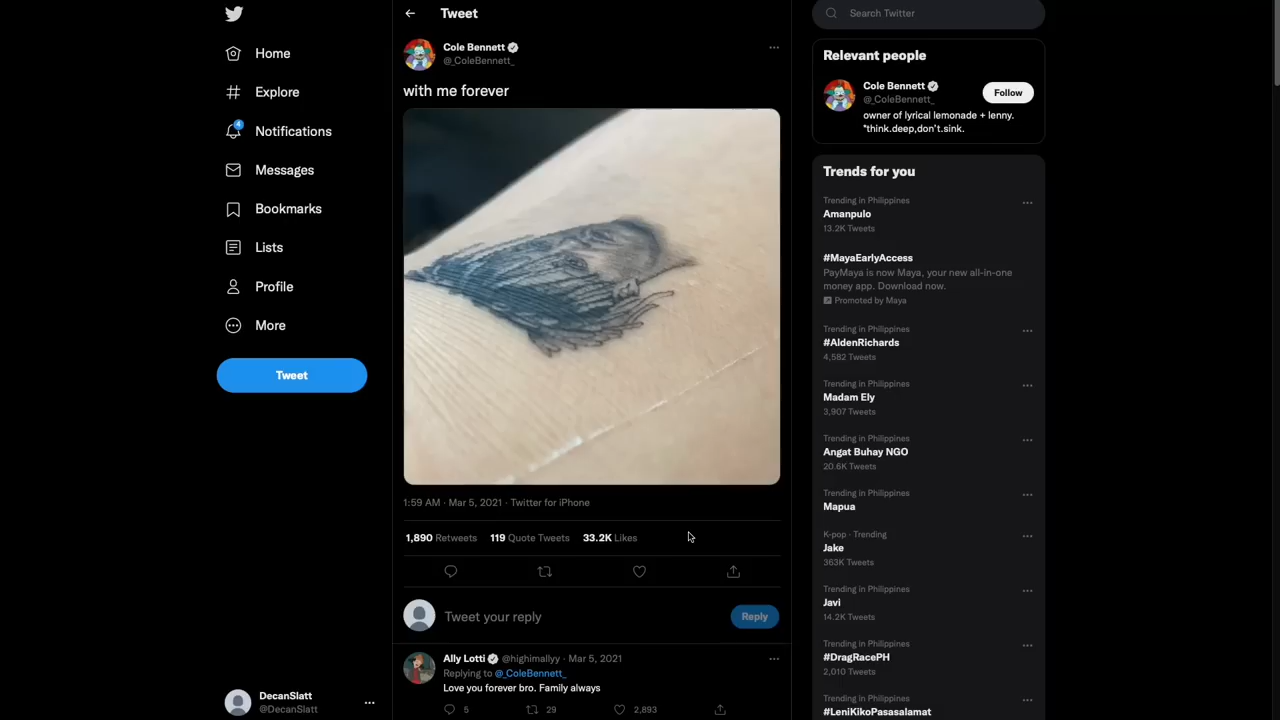 Home
Explore
4
Notifications
Messages
Bookmarks
Lists
Profile
More
Tweet
DecanSlatt
@DecanSlatt
Tweet
Cole Bennett
@_ColeBennett_
with me forever
1:59 AM · Mar 5, 2021 · Twitter for iPhone
1,890 Retweets 119 Quote Tweets 33.2K Likes
Tweet your reply
Reply
Ally Lotti @highimallyy · Mar 5, 2021
Replying to @_ColeBennett_
Love you forever bro. Family always
5 29 2,893
Search Twitter
Relevant people
Cole Bennett
@_ColeBennett_
Follow
owner of lyrical lemonade + lenny.
*think.deep,don't.sink.
Trends for you
Trending in Philippines
Amanpulo
13.2K Tweets
#MayaEarlyAccess
PayMaya is now Maya, your new all-in-one
money app. Download now.
Promoted by Maya
Trending in Philippines
#AldenRichards
4,582 Tweets
Trending in Philippines
Madam Ely
3,907 Tweets
Trending in Philippines
Angat Buhay NGO
20.6K Tweets
Trending in Philippines
Mapua
K-pop · Trending
Jake
363K Tweets
Trending in Philippines
Javi
14.2K Tweets
Trending in Philippines
#DragRacePH
2,010 Tweets
Trending in Philippines
#LeniKikoPasasalamat